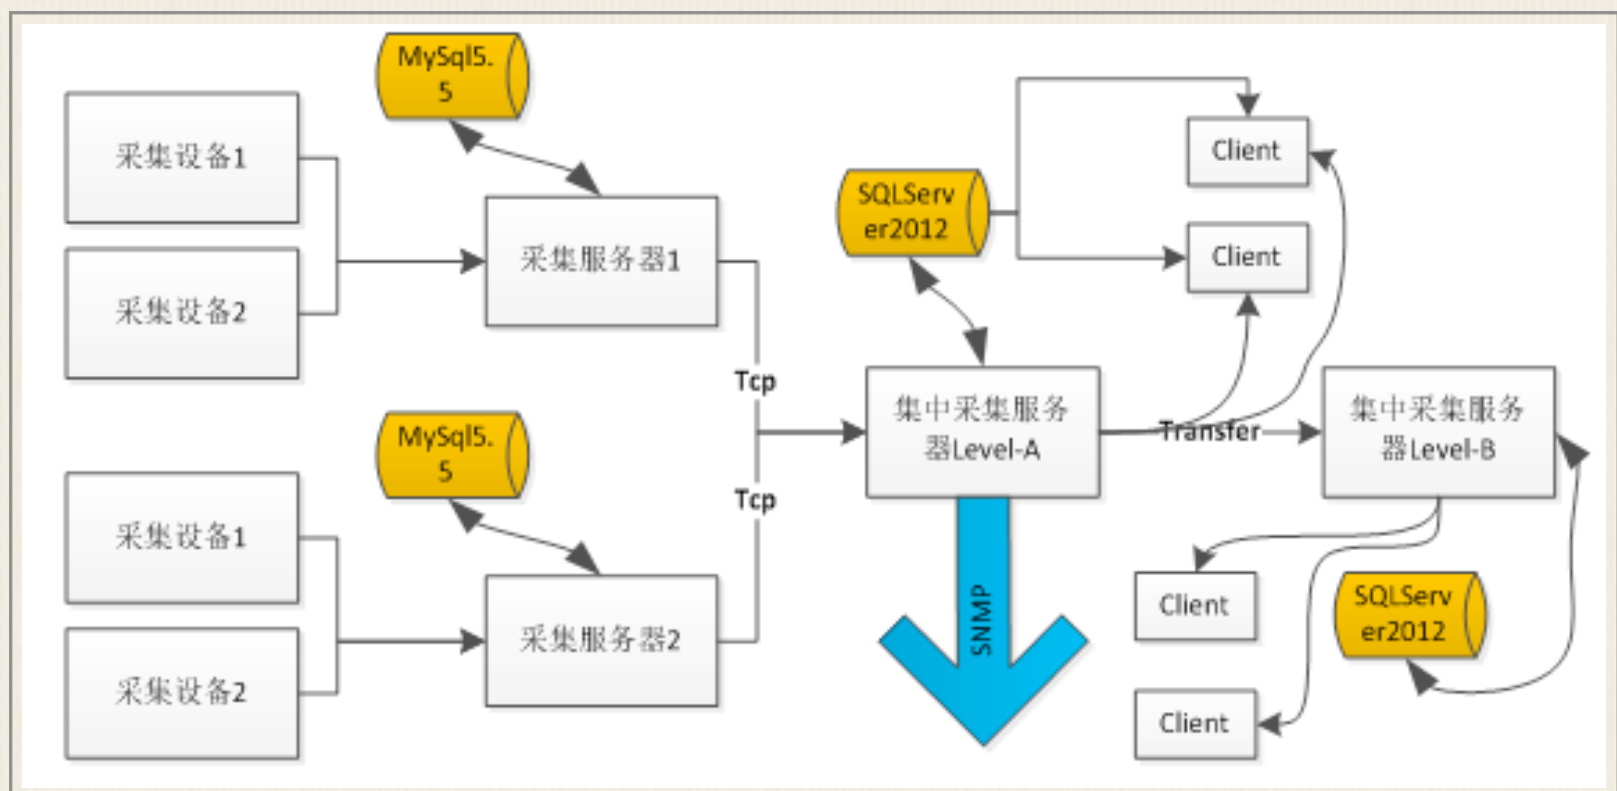 MySql5.
5
采集设备1
采集设备2
采集服务器1
Tcp
MySql5.
5
Tcp
采集设备1
采集设备2
采集服务器2
SQLServ
er2012
Client
Client
集中采集服务
器Level-A
Transfer
集中采集服务
器Level-B
SNMP
Client
SQLServ
er2012
Client